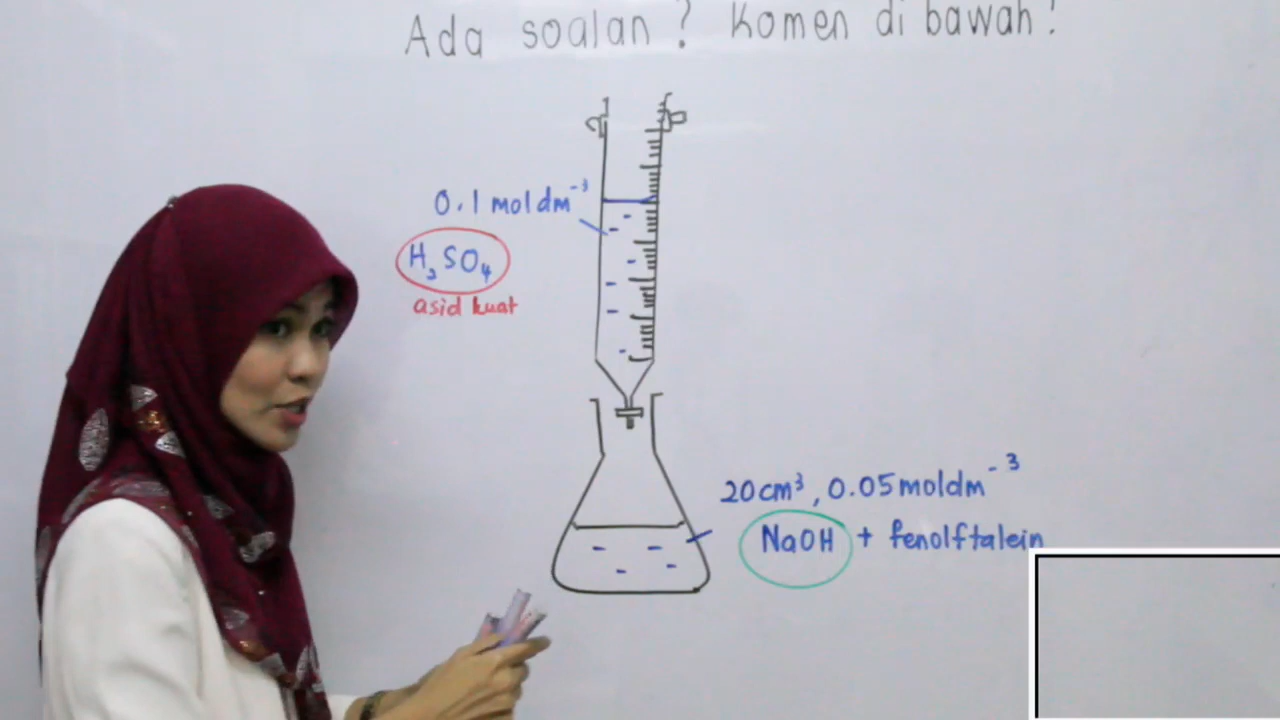 Ada soalan? Komen di bawah!
0.1 moldm⁻³
H₂SO₄
asid kuat
20cm³, 0.05moldm⁻³
NaOH + fenolftalein